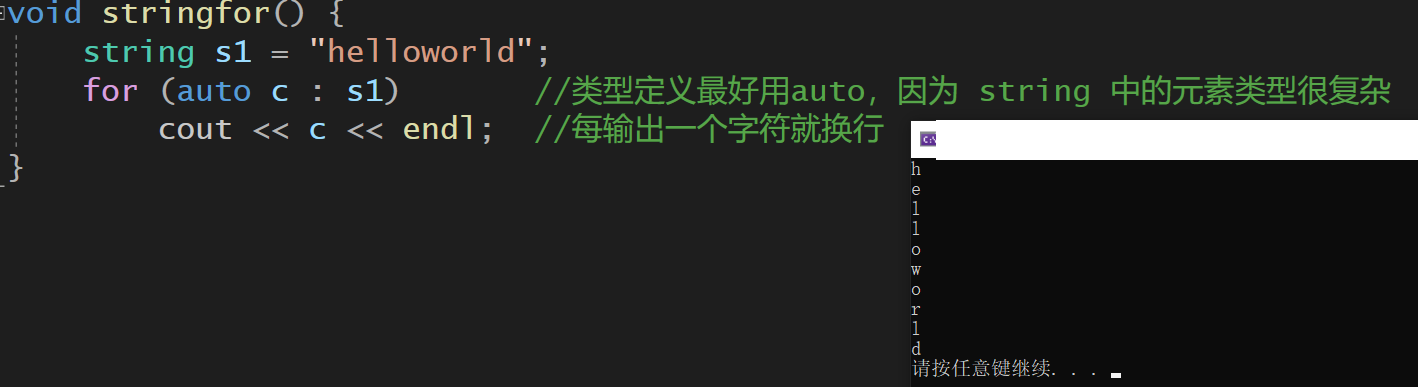 void stringfor() {
string s1 = "helloworld";
for (auto c : s1) //类型定义最好用auto, 因为 string 中的元素类型很复杂
cout << c << endl; //每输出一个字符就换行
}
C:\
h
e
l
l
o
w
o
r
l
d
请按任意键继续. . .